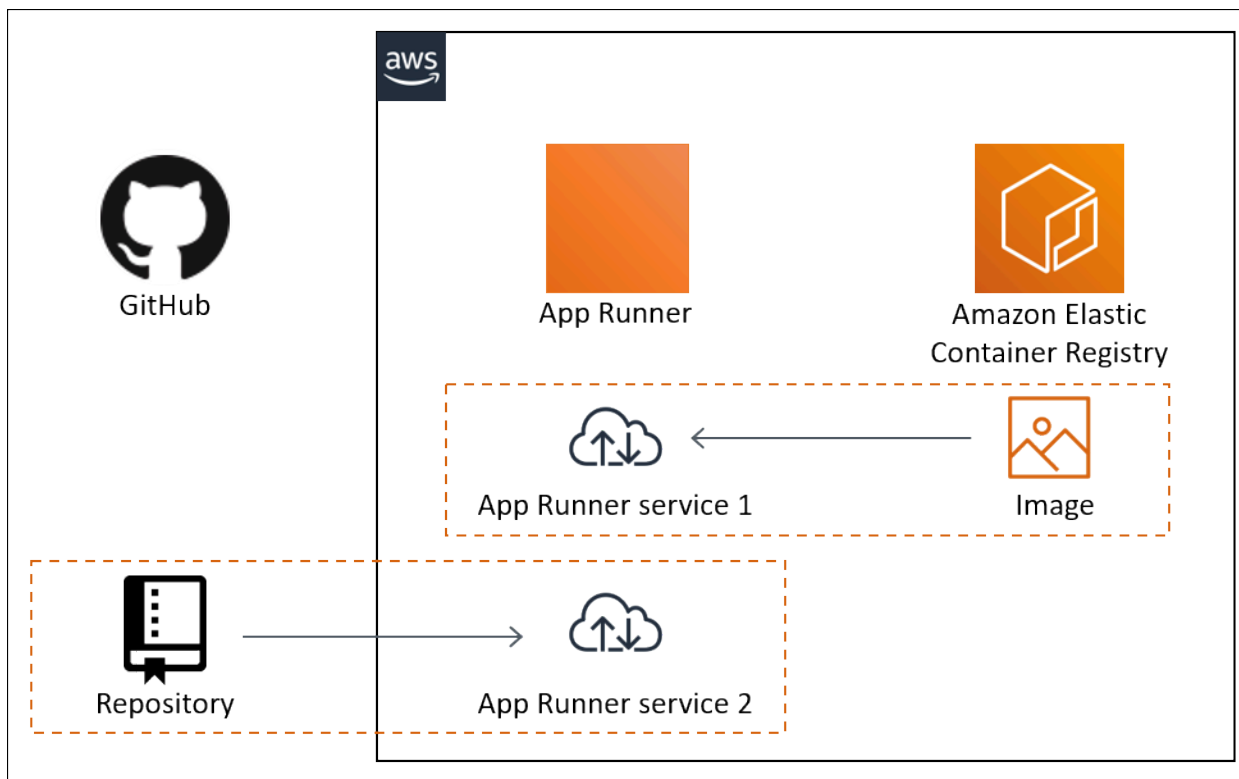 aws
GitHub
App Runner
Amazon Elastic
Container Registry
App Runner service 1
Image
Repository
App Runner service 2